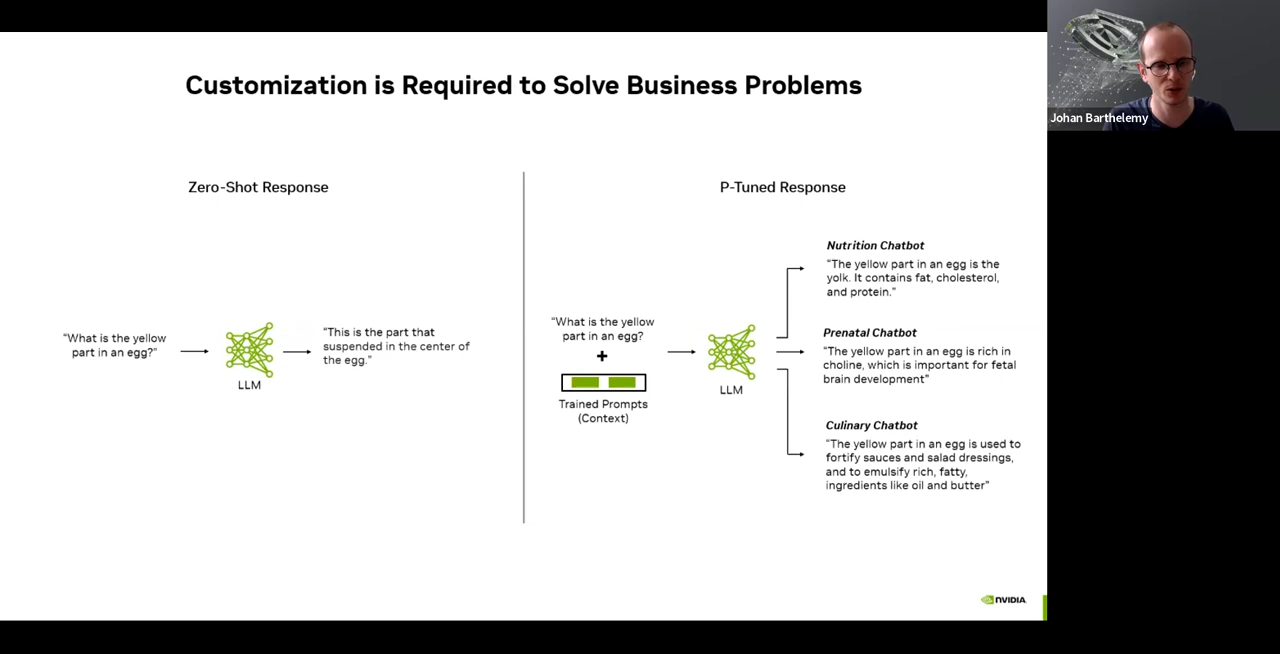 Customization is Required to Solve Business Problems
Johan Barthelemy
Zero-Shot Response
“What is the yellow
part in an egg?”
LLM
“This is the part that
suspended in the center of
the egg.”
P-Tuned Response
“What is the yellow
part in an egg?
+
Trained Prompts
(Context)
LLM
Nutrition Chatbot
“The yellow part in an egg is the
yolk. It contains fat, cholesterol,
and protein.”
Prenatal Chatbot
“The yellow part in an egg is rich in
choline, which is important for fetal
brain development”
Culinary Chatbot
“The yellow part in an egg is used to
fortify sauces and salad dressings,
and to emulsify rich, fatty,
ingredients like oil and butter”
NVIDIA